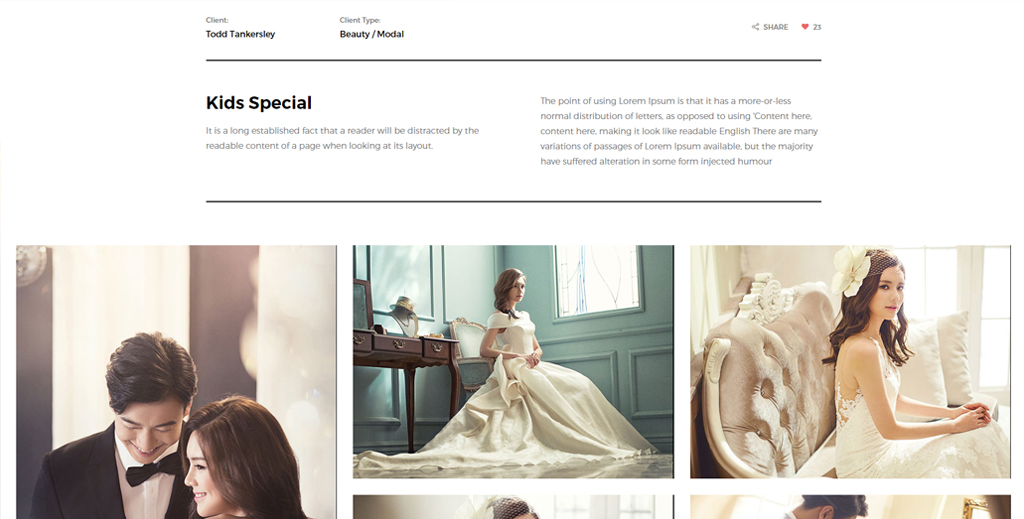 Client:
Todd Tankersley
Client Type:
Beauty / Modal
SHARE
23
Kids Special
It is a long established fact that a reader will be distracted by the
readable content of a page when looking at its layout.
The point of using Lorem Ipsum is that it has a more-or-less
normal distribution of letters, as opposed to using 'Content here,
content here, making it look like readable English There are many
variations of passages of Lorem Ipsum available, but the majority
have suffered alteration in some form injected humour